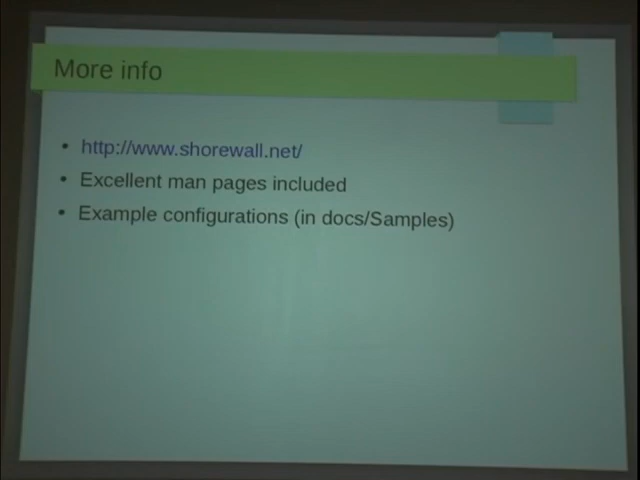 More info
• http://www.shorewall.net/
• Excellent man pages included
• Example configurations (in docs/Samples)